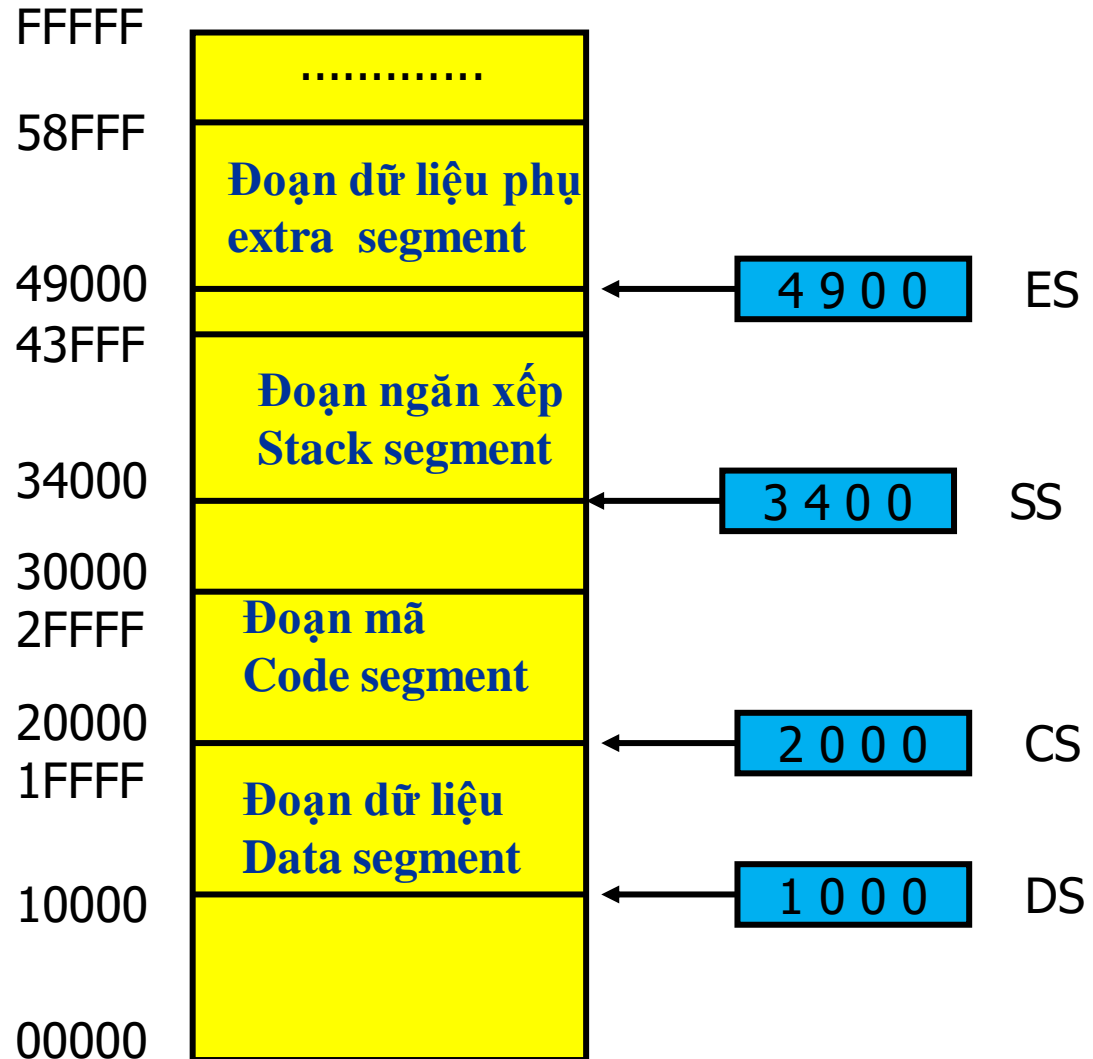 FFFFF
.............
58FFF
Đoạn dữ liệu phụ
extra segment
49000
4 9 0 0
ES
43FFF
Đoạn ngăn xếp
Stack segment
34000
3 4 0 0
SS
30000
2FFFF
Đoạn mã
Code segment
20000
2 0 0 0
CS
1FFFF
Đoạn dữ liệu
Data segment
10000
1 0 0 0
DS
00000